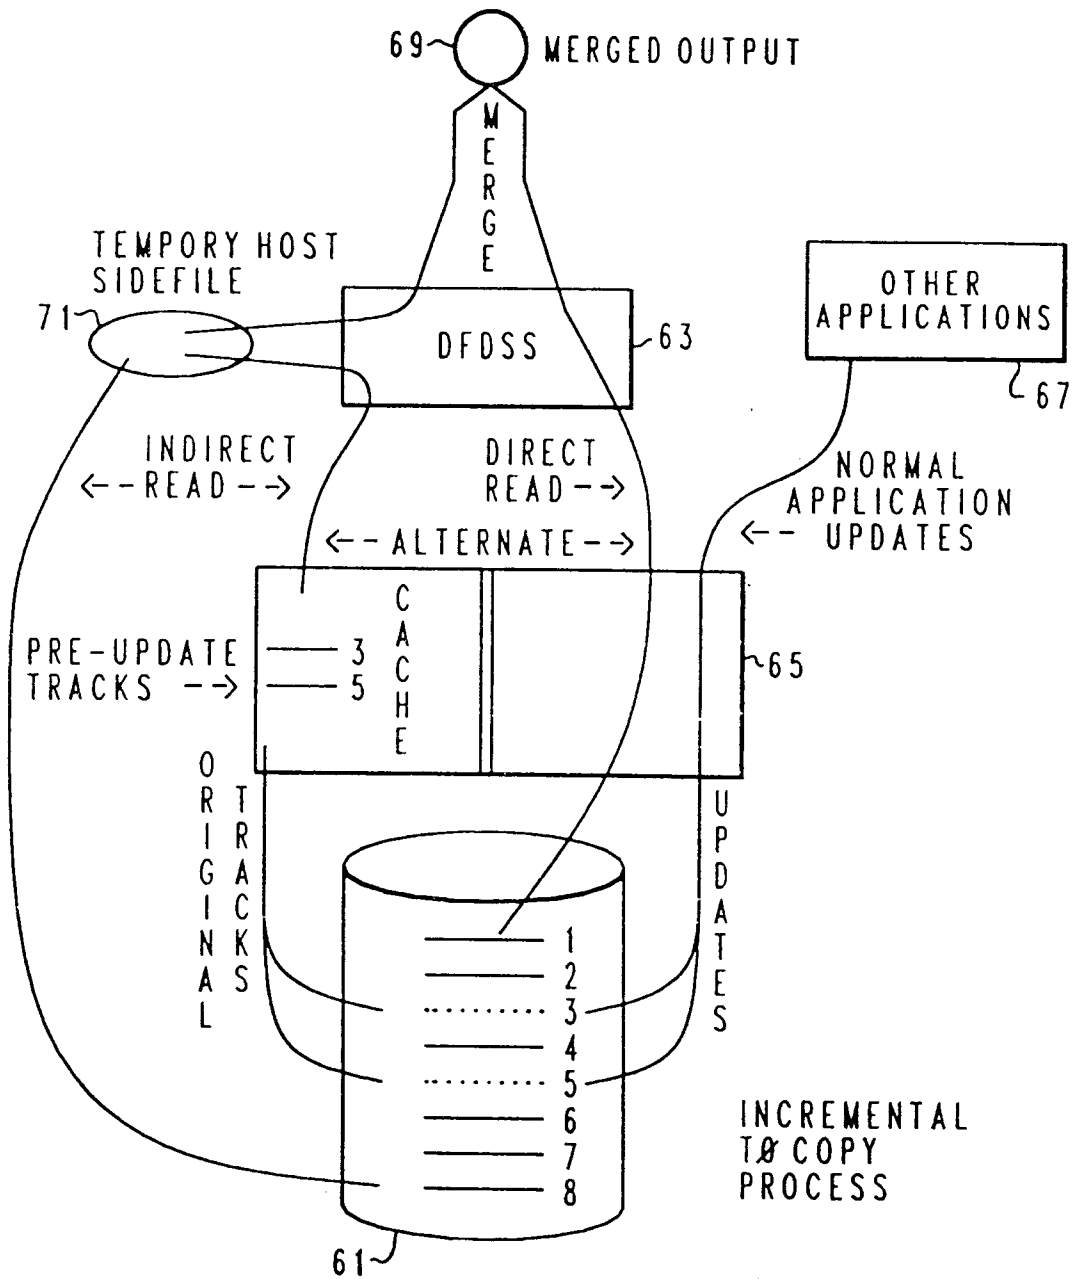 69
MERGED OUTPUT
MERGE
TEMPORY HOST
SIDEFILE
71
DFDSS
63
OTHER
APPLICATIONS
67
INDIRECT
<--READ-->
DIRECT
READ-->
NORMAL
APPLICATION
<-- UPDATES
<--ALTERNATE-->
CACHE
PRE-UPDATE
TRACKS -->
3
5
65
ORIGINAL
TRACKS
UPDATES
1
2
3
4
5
6
7
8
INCREMENTAL
T0 COPY
PROCESS
61